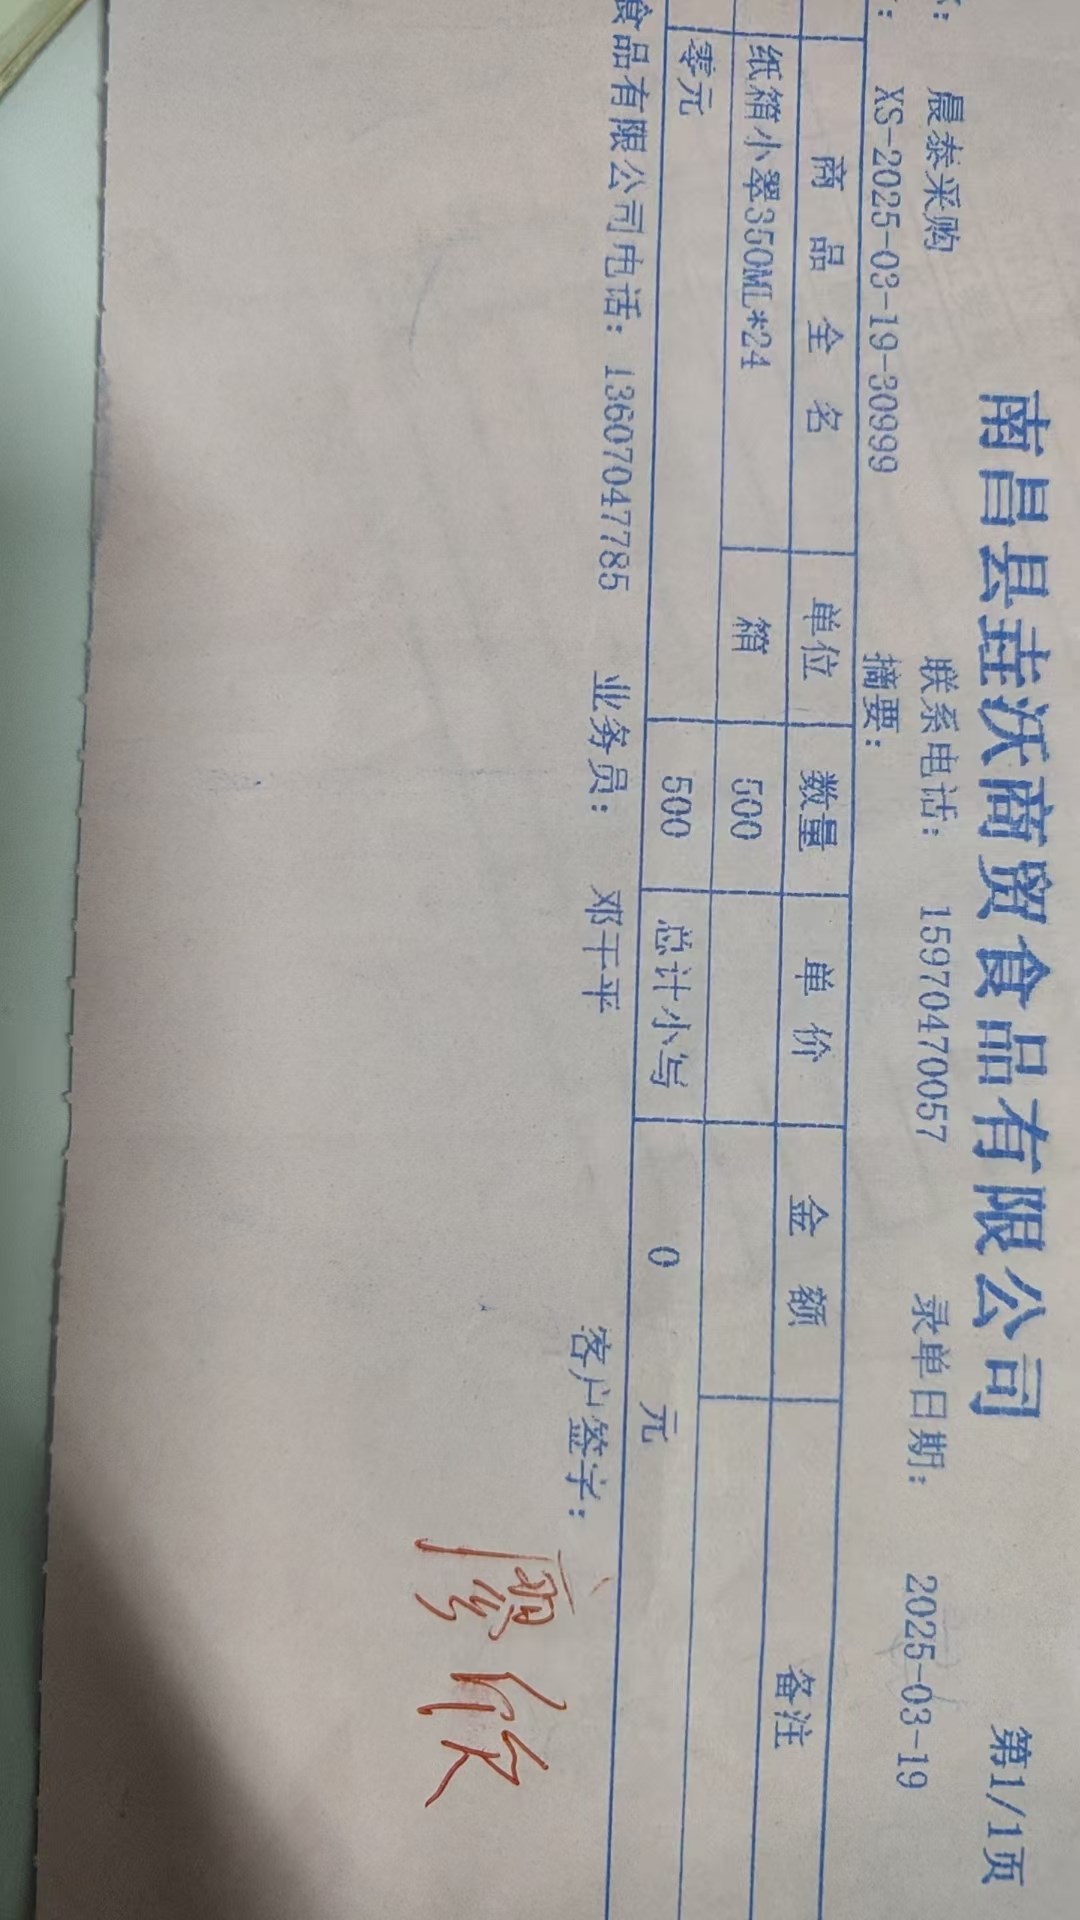 南昌县垚沃商贸食品有限公司
第1/1页
: 晨泰采购 联系电话: 15970470057 录单日期: 2025-03-19
: XS-2025-03-19-30999 摘要:
商品全名 单位 数量 单价 金额 备注
纸箱小翠350ML*24 箱 500
零元 500 总计小写 0 元
食品有限公司电话: 13607047785 业务员: 邓干平 客户签字:
廖欣